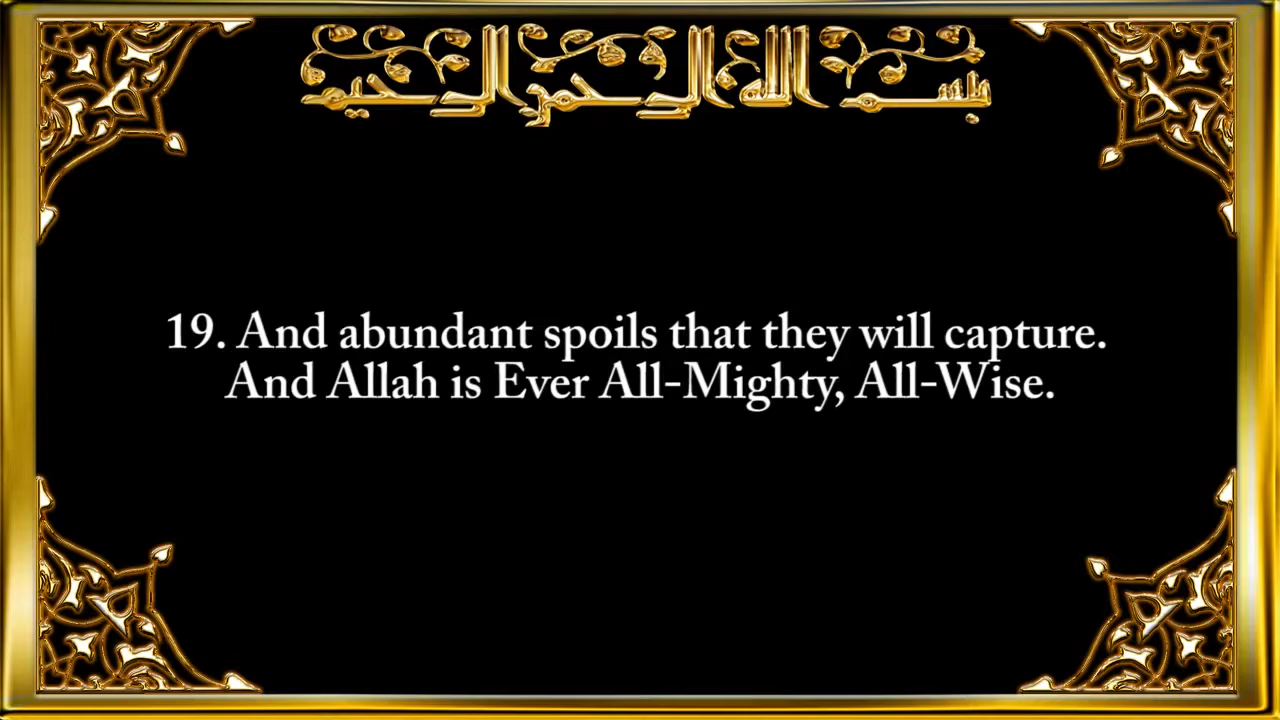 بسم الله الرحمن الرحيم
19. And abundant spoils that they will capture.
And Allah is Ever All-Mighty, All-Wise.